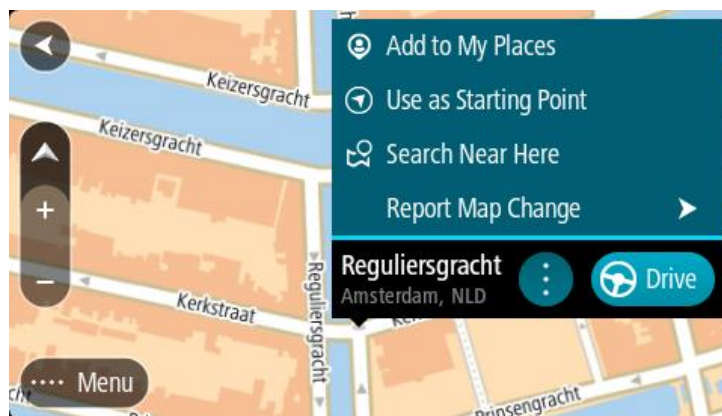 Keizersgracht
Keizersgracht
Reguliersgracht
Kerkstraat
Menu
Add to My Places
Use as Starting Point
Search Near Here
Report Map Change
Reguliersgracht
Amsterdam, NLD
Drive
Prinsengracht